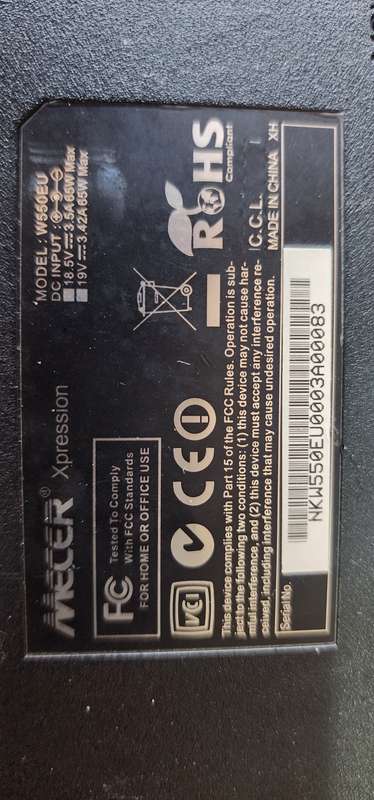 MECER® Xpression
MODEL: W550EU
DC INPUT:
18.5V 3.5A 65W Max
19V 3.42A 65W Max
FC
Tested To Comply
With FCC Standards
FOR HOME OR OFFICE USE
RoHS
Compliant
VCI
CE
C.C.L.
MADE IN CHINA XH
This device complies with Part 15 of the FCC Rules. Operation is sub-
ject to the following two conditions: (1) this device may not cause har-
mful interference, and (2) this device must accept any interference re-
ceived, including interference that may cause undesired operation.
Serial No.
NKW550EU0003A00083